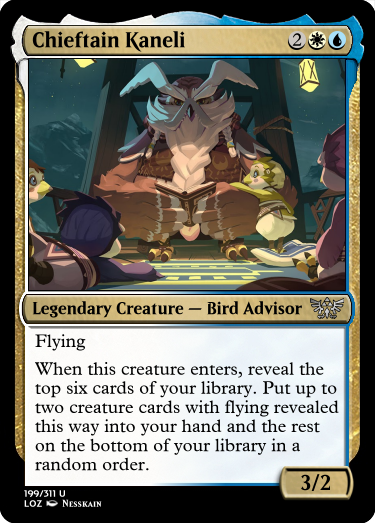 Chieftain Kaneli 2
Legendary Creature — Bird Advisor
Flying
When this creature enters, reveal the
top six cards of your library. Put up to
two creature cards with flying revealed
this way into your hand and the rest
on the bottom of your library in a
random order.
3/2
199/311 U
LOZ Nesskain